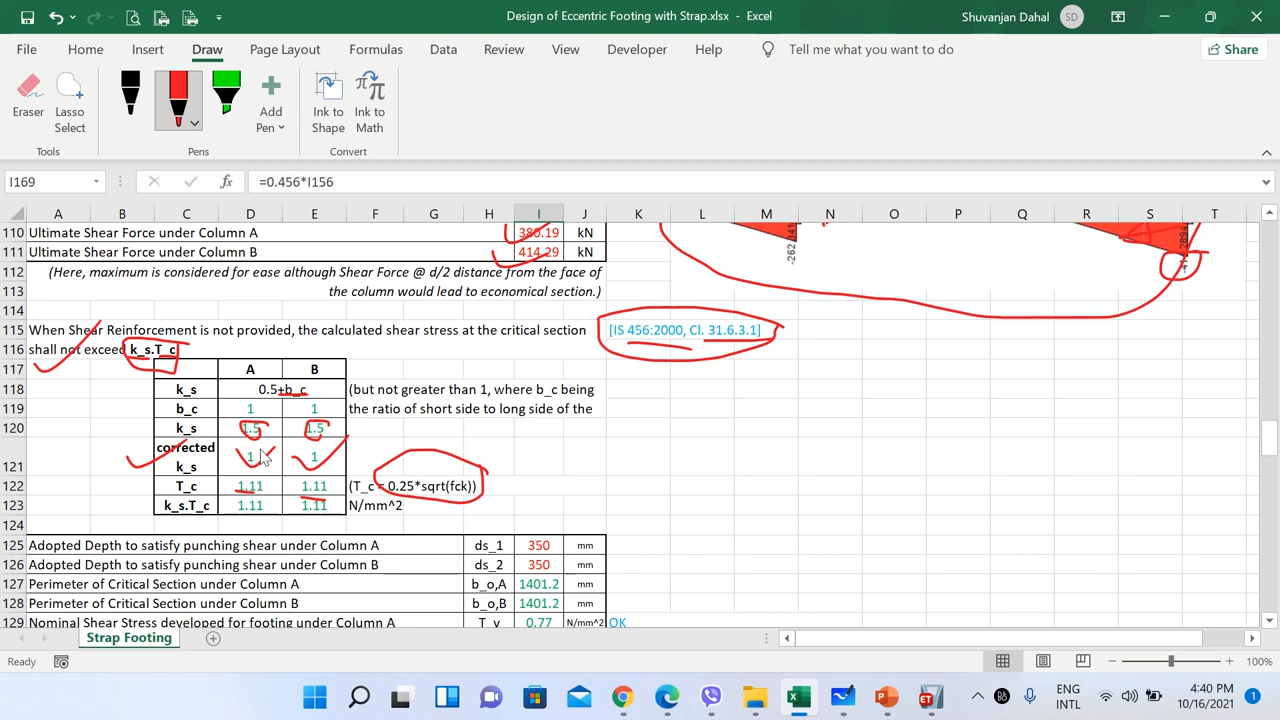 Design of Eccentric Footing with Strap.xlsx - Excel
Shuvanjan Dahal
SD
File Home Insert Draw Page Layout Formulas Data Review View Developer Help Tell me what you want to do Share
Eraser
Lasso Select
Add Pen
Ink to Shape
Ink to Math
Tools Pens Convert
I169 fx =0.456*I156
A B C D E F G H I J K L M N O P Q R S T
110 Ultimate Shear Force under Column A 380.19 kN
111 Ultimate Shear Force under Column B 414.29 kN
112 (Here, maximum is considered for ease although Shear Force @ d/2 distance from the face of
113 the column would lead to economical section.)
114
115 When Shear Reinforcement is not provided, the calculated shear stress at the critical section [IS 456:2000, Cl. 31.6.3.1]
116 shall not exceed k_s.T_c
117 A B
118 k_s 0.5+b_c (but not greater than 1, where b_c being
119 b_c 1 1 the ratio of short side to long side of the
120 k_s 1.5 1.5
121 corrected k_s 1 1
122 T_c 1.11 1.11 (T_c = 0.25*sqrt(fck))
123 k_s.T_c 1.11 1.11 N/mm^2
124
125 Adopted Depth to satisfy punching shear under Column A ds_1 350 mm
126 Adopted Depth to satisfy punching shear under Column B ds_2 350 mm
127 Perimeter of Critical Section under Column A b_o,A 1401.2 mm
128 Perimeter of Critical Section under Column B b_o,B 1401.2 mm
129 Nominal Shear Stress developed for footing under Column A T_v 0.77 N/mm^2 OK
Strap Footing
Ready 100%
ENG INTL
4:40 PM
10/16/2021